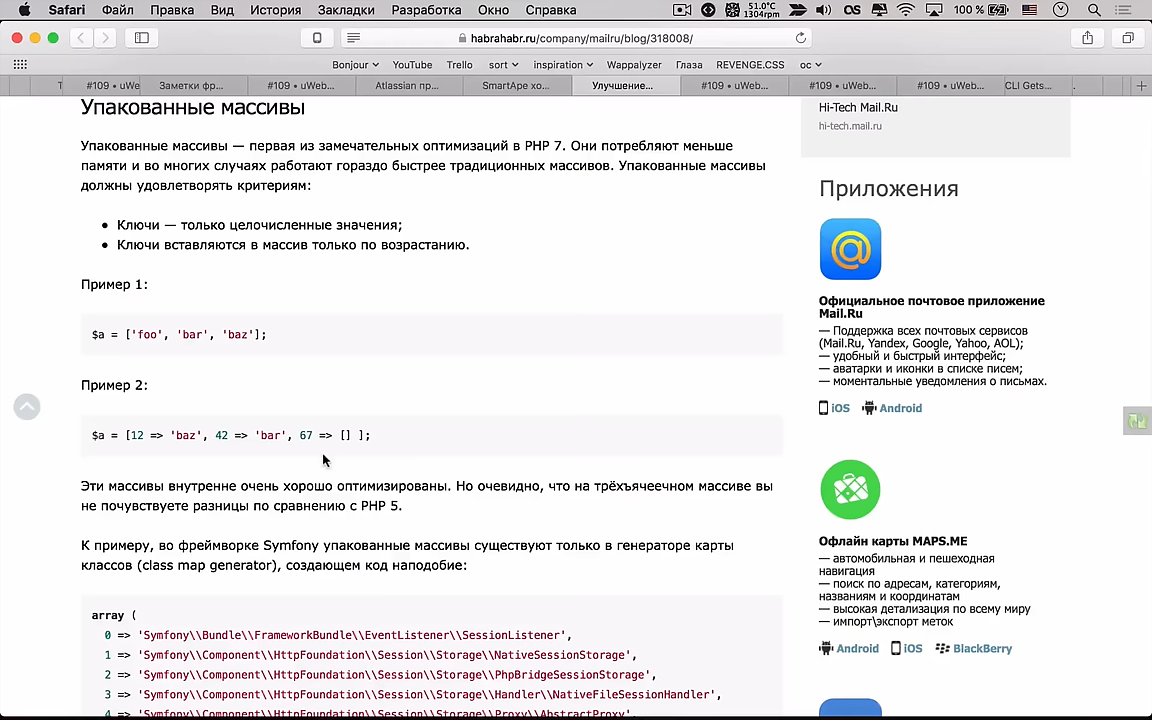 Safari Файл Правка Вид История Закладки Разработка Окно Справка 51.0°C 1304rpm 100 %
habrahabr.ru/company/mailru/blog/318008/
Bonjour YouTube Trello sort inspiration Wappalyzer Глаза REVENGE.CSS ос
T #109 • uWe Заметки фр... #109 • uWeb... Atlassian пр... SmartApe хо... Улучшение... #109 • uWeb... #109 • uWeb... #109 • uWeb... CLI Gets...
Упакованные массивы
Упакованные массивы — первая из замечательных оптимизаций в PHP 7. Они потребляют меньше
памяти и во многих случаях работают гораздо быстрее традиционных массивов. Упакованные массивы
должны удовлетворять критериям:
• Ключи — только целочисленные значения;
• Ключи вставляются в массив только по возрастанию.
Пример 1:
$a = ['foo', 'bar', 'baz'];
Пример 2:
$a = [12 => 'baz', 42 => 'bar', 67 => [] ];
Эти массивы внутренне очень хорошо оптимизированы. Но очевидно, что на трёхъячеечном массиве вы
не почувствуете разницы по сравнению с PHP 5.
К примеру, во фреймворке Symfony упакованные массивы существуют только в генераторе карты
классов (class map generator), создающем код наподобие:
array (
0 => 'Symfony\\Bundle\\FrameworkBundle\\EventListener\\SessionListener',
1 => 'Symfony\\Component\\HttpFoundation\\Session\\Storage\\NativeSessionStorage',
2 => 'Symfony\\Component\\HttpFoundation\\Session\\Storage\\PhpBridgeSessionStorage',
3 => 'Symfony\\Component\\HttpFoundation\\Session\\Storage\\Handler\\NativeFileSessionHandler',
4 => 'Symfony\\Component\\HttpFoundation\\Session\\Storage\\Proxy\\AbstractProxy',
Hi-Tech Mail.Ru
hi-tech.mail.ru
Приложения
Официальное почтовое приложение
Mail.Ru
— Поддержка всех почтовых сервисов
(Mail.Ru, Yandex, Google, Yahoo, AOL);
— удобный и быстрый интерфейс;
— аватарки и иконки в списке писем;
— моментальные уведомления о письмах.
iOS Android
Офлайн карты MAPS.ME
— автомобильная и пешеходная
навигация
— поиск по адресам, категориям,
названиям и координатам
— высокая детализация по всему миру
— импорт\экспорт меток
Android iOS BlackBerry